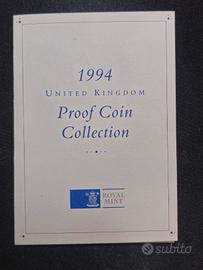 1994
UNITED KINGDOM
Proof Coin
Collection
ROYAL
MINT
subito